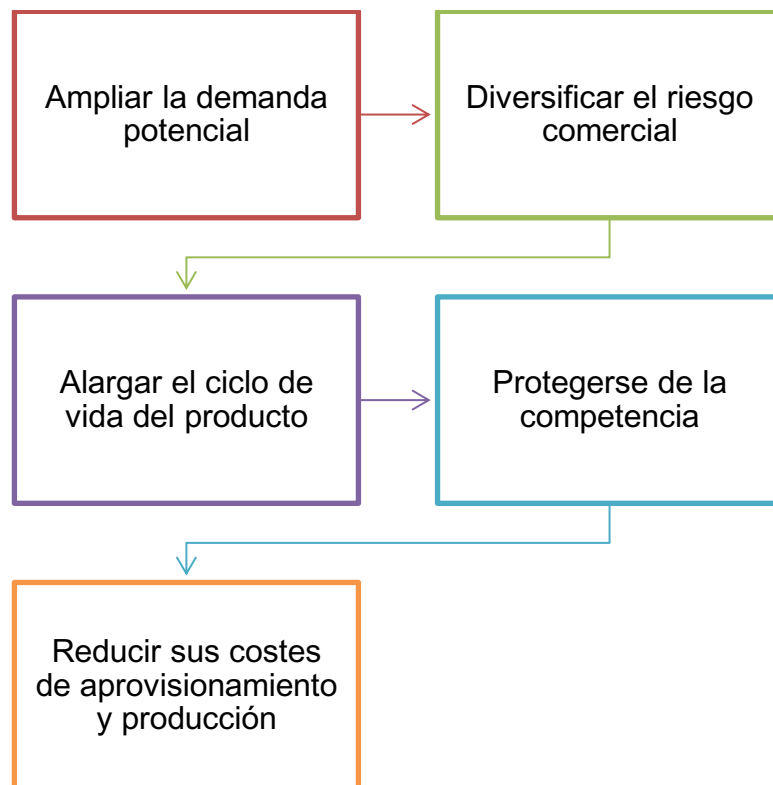 Ampliar la demanda
potencial
Diversificar el riesgo
comercial
Alargar el ciclo de
vida del producto
Protegerse de la
competencia
Reducir sus costes
de aprovisionamiento
y producción